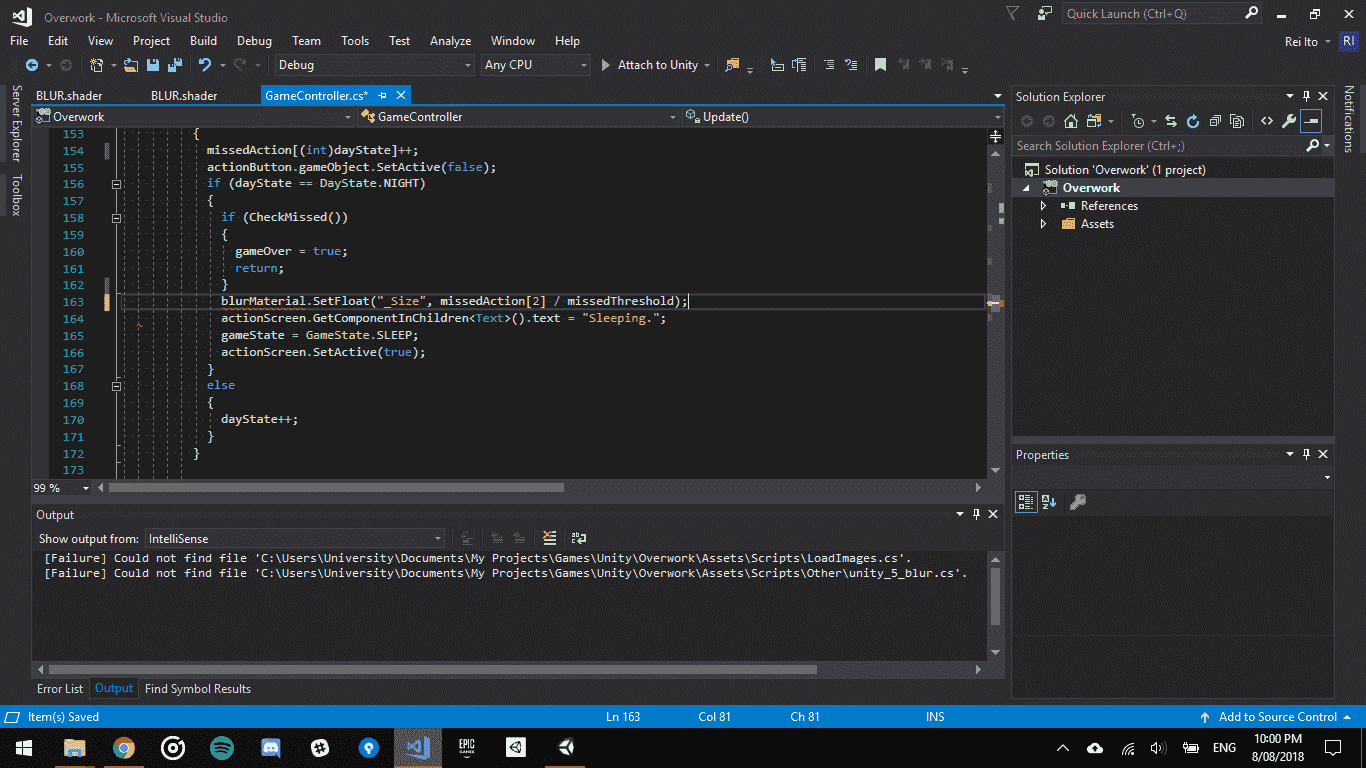 Overwork - Microsoft Visual Studio
Quick Launch (Ctrl+Q)
File Edit View Project Build Debug Team Tools Test Analyze Window Help
Rei Ito RI
Debug Any CPU Attach to Unity
Server Explorer
Toolbox
BLUR.shader BLUR.shader GameController.cs*
Overwork GameController Update()
153 {
154 missedAction[(int)dayState]++;
155 actionButton.gameObject.SetActive(false);
156 if (dayState == DayState.NIGHT)
157 {
158 if (CheckMissed())
159 {
160 gameOver = true;
161 return;
162 }
163 blurMaterial.SetFloat("_Size", missedAction[2] / missedThreshold);
164 actionScreen.GetComponentInChildren<Text>().text = "Sleeping.";
165 gameState = GameState.SLEEP;
166 actionScreen.SetActive(true);
167 }
168 else
169 {
170 dayState++;
171 }
172 }
173
99 %
Output
Show output from: IntelliSense
[Failure] Could not find file 'C:\Users\University\Documents\My Projects\Games\Unity\Overwork\Assets\Scripts\LoadImages.cs'.
[Failure] Could not find file 'C:\Users\University\Documents\My Projects\Games\Unity\Overwork\Assets\Scripts\Other\unity_5_blur.cs'.
Error List Output Find Symbol Results
Solution Explorer
Search Solution Explorer (Ctrl+;)
Solution 'Overwork' (1 project)
Overwork
References
Assets
Properties
Notifications
Item(s) Saved Ln 163 Col 81 Ch 81 INS Add to Source Control
EPIC GAMES
ENG
10:00 PM
8/08/2018